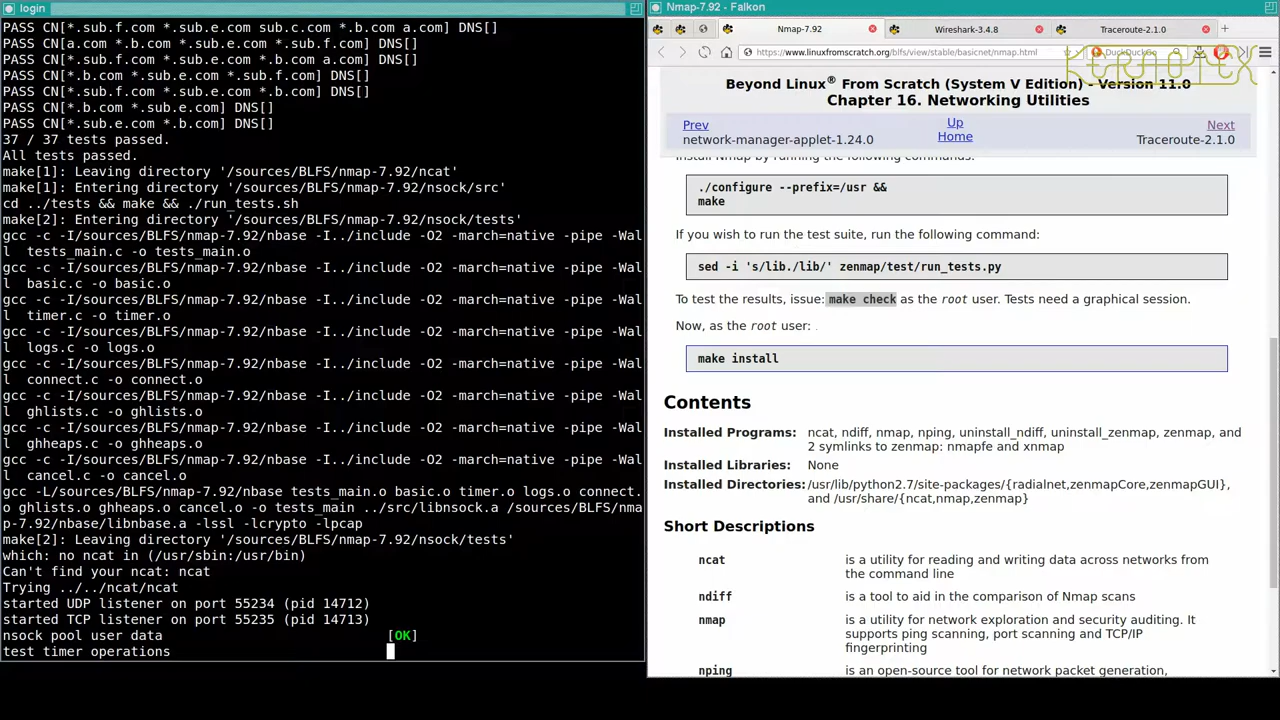 login
PASS CN[*.sub.f.com *.sub.e.com sub.c.com *.b.com a.com] DNS[]
PASS CN[a.com *.b.com *.sub.e.com *.sub.f.com] DNS[]
PASS CN[*.sub.f.com *.sub.e.com *.b.com a.com] DNS[]
PASS CN[*.b.com *.sub.e.com *.sub.f.com] DNS[]
PASS CN[*.sub.f.com *.sub.e.com *.b.com] DNS[]
PASS CN[*.b.com *.sub.e.com] DNS[]
PASS CN[*.sub.e.com *.b.com] DNS[]
37 / 37 tests passed.
All tests passed.
make[1]: Leaving directory '/sources/BLFS/nmap-7.92/ncat'
make[1]: Entering directory '/sources/BLFS/nmap-7.92/nsock/src'
cd ../tests && make && ./run_tests.sh
make[2]: Entering directory '/sources/BLFS/nmap-7.92/nsock/tests'
gcc -c -I/sources/BLFS/nmap-7.92/nbase -I../include -O2 -march=native -pipe -Wal
l  tests_main.c -o tests_main.o
gcc -c -I/sources/BLFS/nmap-7.92/nbase -I../include -O2 -march=native -pipe -Wal
l  basic.c -o basic.o
gcc -c -I/sources/BLFS/nmap-7.92/nbase -I../include -O2 -march=native -pipe -Wal
l  timer.c -o timer.o
gcc -c -I/sources/BLFS/nmap-7.92/nbase -I../include -O2 -march=native -pipe -Wal
l  logs.c -o logs.o
gcc -c -I/sources/BLFS/nmap-7.92/nbase -I../include -O2 -march=native -pipe -Wal
l  connect.c -o connect.o
gcc -c -I/sources/BLFS/nmap-7.92/nbase -I../include -O2 -march=native -pipe -Wal
l  ghlists.c -o ghlists.o
gcc -c -I/sources/BLFS/nmap-7.92/nbase -I../include -O2 -march=native -pipe -Wal
l  ghheaps.c -o ghheaps.o
gcc -c -I/sources/BLFS/nmap-7.92/nbase -I../include -O2 -march=native -pipe -Wal
l  cancel.c -o cancel.o
gcc -L/sources/BLFS/nmap-7.92/nbase tests_main.o basic.o timer.o logs.o connect.
o ghlists.o ghheaps.o cancel.o -o tests_main ../src/libnsock.a /sources/BLFS/nma
p-7.92/nbase/libnbase.a -lssl -lcrypto -lpcap
make[2]: Leaving directory '/sources/BLFS/nmap-7.92/nsock/tests'
which: no ncat in (/usr/sbin:/usr/bin)
Can't find your ncat: ncat
Trying ../../ncat/ncat
started UDP listener on port 55234 (pid 14712)
started TCP listener on port 55235 (pid 14713)
nsock pool user data [OK]
test timer operations
Nmap-7.92 - Falkon
Nmap-7.92
Wireshark-3.4.8
Traceroute-2.1.0
https://www.linuxfromscratch.org/blfs/view/stable/basicnet/nmap.html
DuckDuckGo
KERNOTEX
Beyond Linux® From Scratch (System V Edition) - Version 11.0
Chapter 16. Networking Utilities
Prev
Up
Next
network-manager-applet-1.24.0
Home
Traceroute-2.1.0
Install Nmap by running the following commands:
./configure --prefix=/usr &&
make
If you wish to run the test suite, run the following command:
sed -i 's/lib./lib/' zenmap/test/run_tests.py
To test the results, issue: make check as the root user. Tests need a graphical session.
Now, as the root user:
make install
Contents
Installed Programs: ncat, ndiff, nmap, nping, uninstall_ndiff, uninstall_zenmap, zenmap, and
2 symlinks to zenmap: nmapfe and xnmap
Installed Libraries: None
Installed Directories: /usr/lib/python2.7/site-packages/{radialnet,zenmapCore,zenmapGUI},
and /usr/share/{ncat,nmap,zenmap}
Short Descriptions
ncat is a utility for reading and writing data across networks from
the command line
ndiff is a tool to aid in the comparison of Nmap scans
nmap is a utility for network exploration and security auditing. It
supports ping scanning, port scanning and TCP/IP
fingerprinting
nping is an open-source tool for network packet generation,